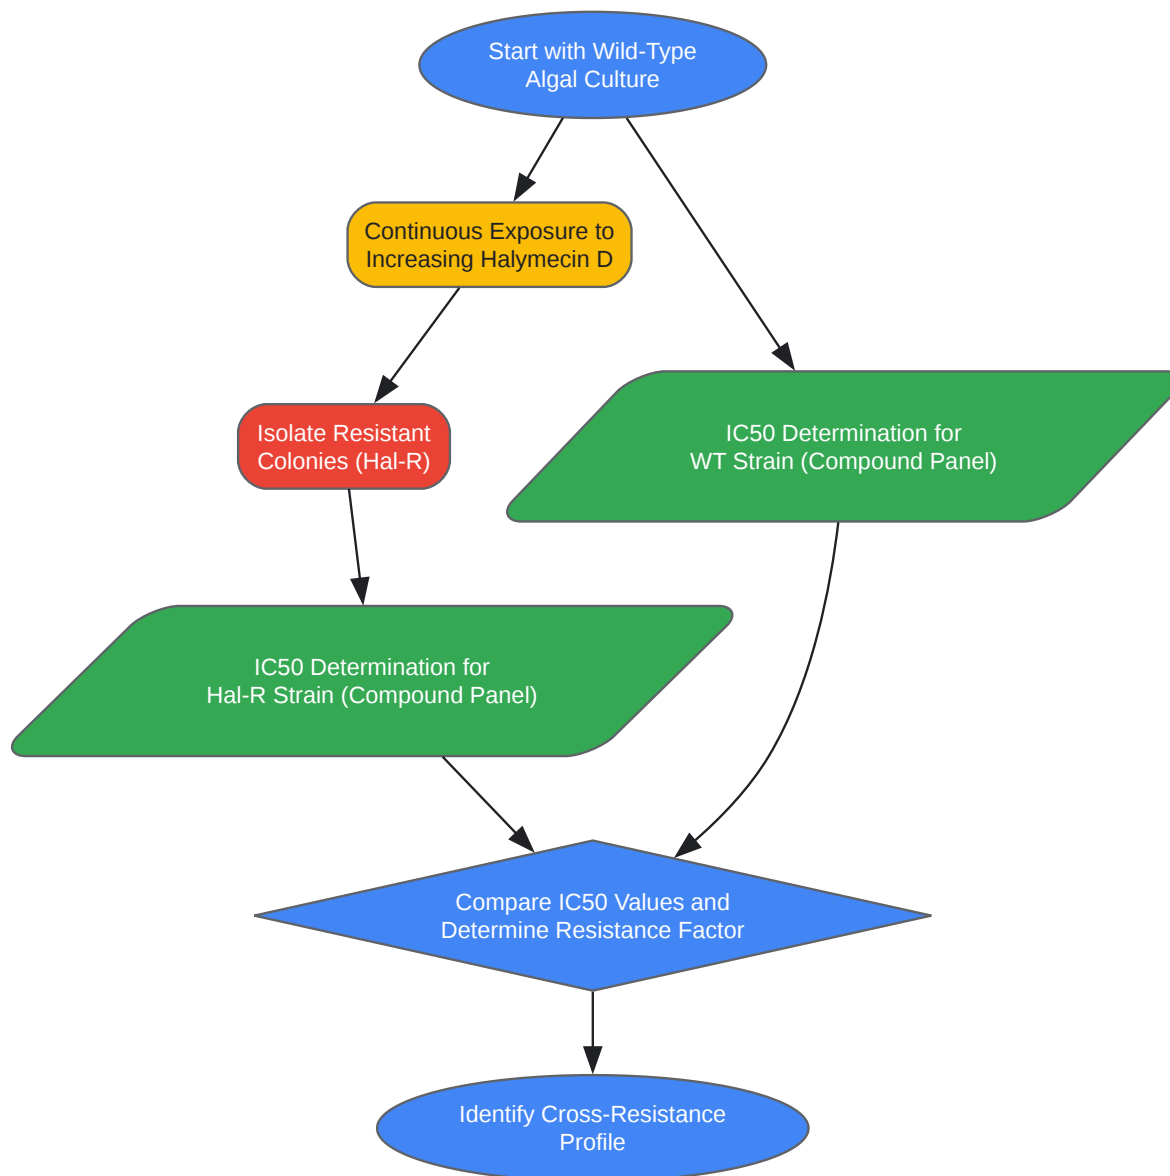 Start with Wild-Type
Algal Culture
Continuous Exposure to
Increasing Halymecin D
Isolate Resistant
Colonies (Hal-R)
IC50 Determination for
WT Strain (Compound Panel)
IC50 Determination for
Hal-R Strain (Compound Panel)
Compare IC50 Values and
Determine Resistance Factor
Identify Cross-Resistance
Profile